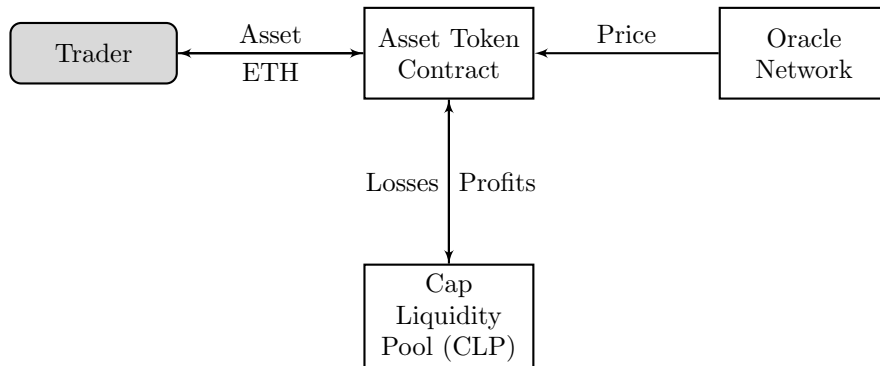 Trader
Asset
ETH
Asset Token
Contract
Price
Oracle
Network
Losses
Profits
Cap
Liquidity
Pool (CLP)